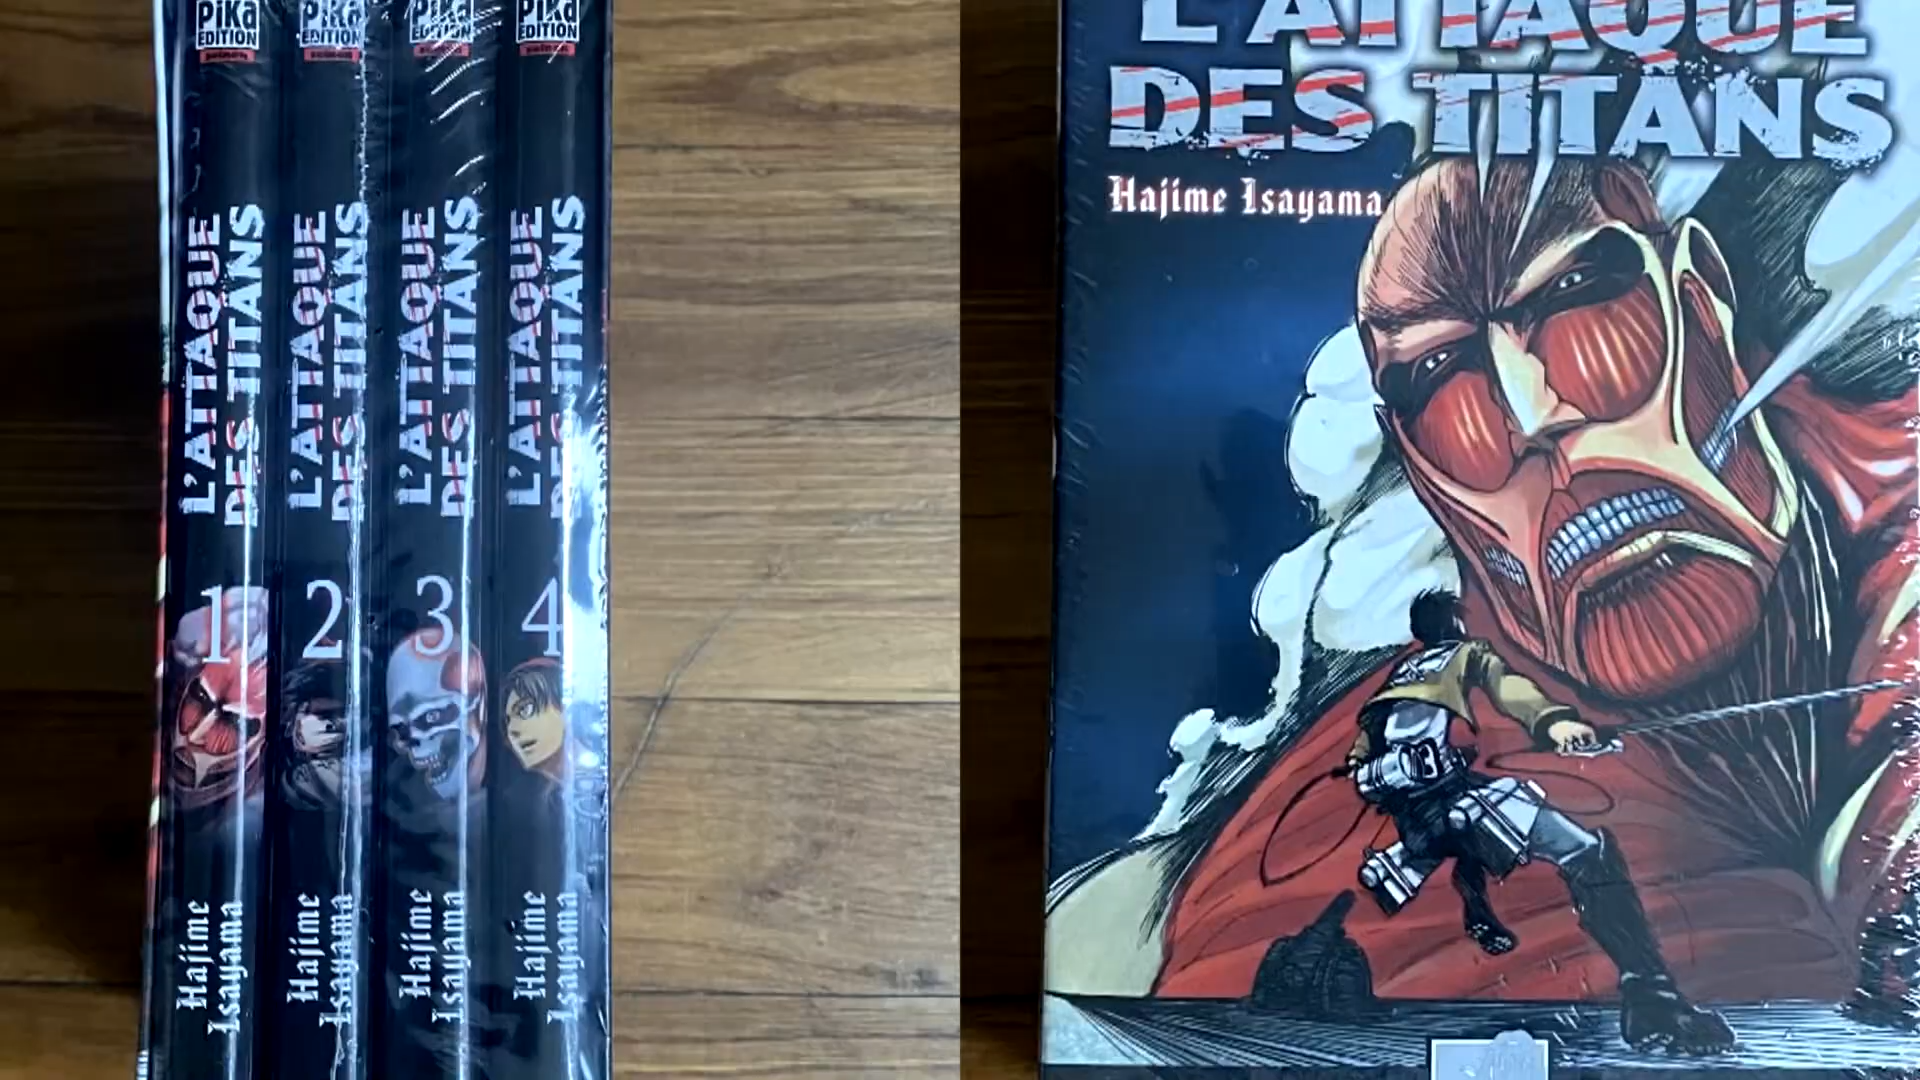 PiKa
EDITION
L'ATTAQUE
DES TITANS
1
Hajime
Isayama
PiKa
EDITION
L'ATTAQUE
DES TITANS
2
Hajime
Isayama
PiKa
EDITION
L'ATTAQUE
DES TITANS
3
Hajime
Isayama
PiKa
EDITION
L'ATTAQUE
DES TITANS
4
Hajime
Isayama
L'ATTAQUE
DES TITANS
Hajime Isayama